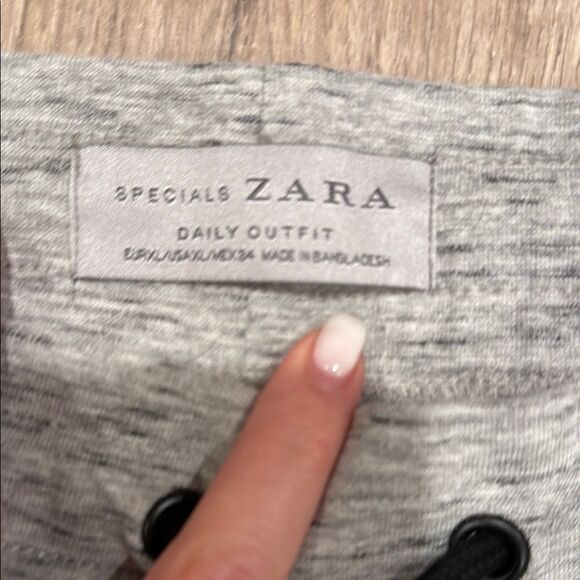 SPECIALS ZARA
DAILY OUTFIT
EUR XL/USA XL/MEX 34 MADE IN BANGLADESH